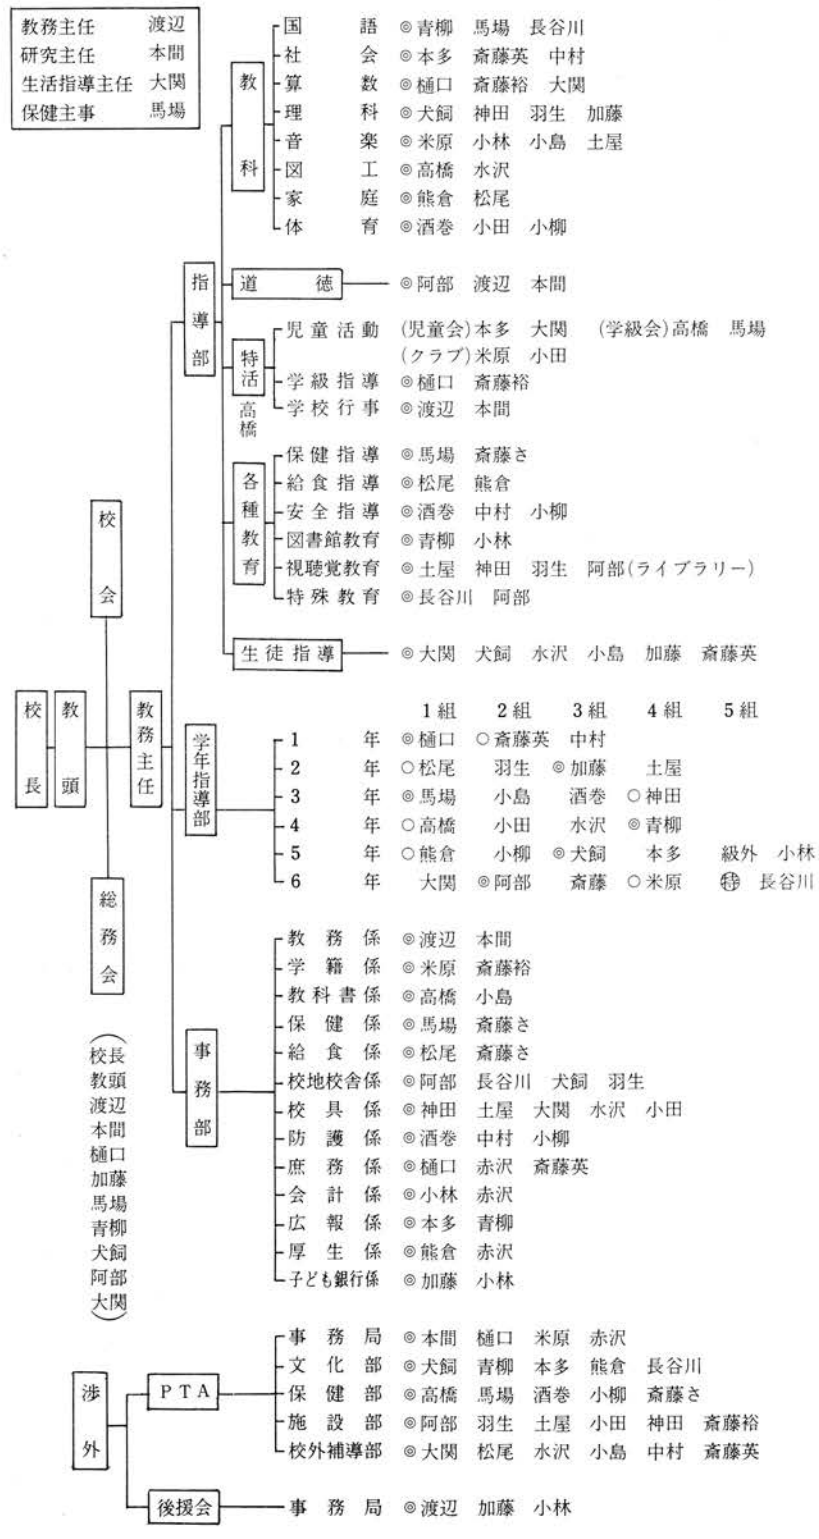 教務主任 渡辺
研究主任 本間
生活指導主任 大関
保健主事 馬場
校長
教頭
校会
総務会
(校長
教頭
渡辺
本間
樋口
加藤
馬場
青柳
犬飼
阿部
大関)
教務主任
指導部
教科
国語 ◎青柳 馬場 長谷川
社会 ◎本多 斎藤英 中村
算数 ◎樋口 斎藤裕 大関
理科 ◎犬飼 神田 羽生 加藤
音楽 ◎米原 小林 小島 土屋
図工 ◎高橋 水沢
家庭 ◎熊倉 松尾
体育 ◎酒巻 小田 小柳
道徳 ◎阿部 渡辺 本間
特活
高橋
児童活動 (児童会)本多 大関 (学級会)高橋 馬場
(クラブ)米原 小田
学級指導 ◎樋口 斎藤裕
学校行事 ◎渡辺 本間
各種教育
保健指導 ◎馬場 斎藤さ
給食指導 ◎松尾 熊倉
安全指導 ◎酒巻 中村 小柳
図書館教育 ◎青柳 小林
視聴覚教育 ◎土屋 神田 羽生 阿部(ライブラリー)
特殊教育 ◎長谷川 阿部
生徒指導 ◎大関 犬飼 水沢 小島 加藤 斎藤英
学年指導部
1組 2組 3組 4組 5組
1年 ◎樋口 ○斎藤英 中村
2年 ○松尾 羽生 ◎加藤 土屋
3年 ◎馬場 小島 酒巻 ○神田
4年 ○高橋 小田 水沢 ◎青柳
5年 ○熊倉 小柳 ◎犬飼 本多 級外 小林
6年 大関 ◎阿部 斎藤 ○米原 ㊕ 長谷川
事務部
教務係 ◎渡辺 本間
学籍係 ◎米原 斎藤裕
教科書係 ◎高橋 小島
保健係 ◎馬場 斎藤さ
給食係 ◎松尾 斎藤さ
校地校舎係 ◎阿部 長谷川 犬飼 羽生
校具係 ◎神田 土屋 大関 水沢 小田
防護係 ◎酒巻 中村 小柳
庶務係 ◎樋口 赤沢 斎藤英
会計係 ◎小林 赤沢
広報係 ◎本多 青柳
厚生係 ◎熊倉 赤沢
子ども銀行係 ◎加藤 小林
渉外
PTA
事務局 ◎本間 樋口 米原 赤沢
文化部 ◎犬飼 青柳 本多 熊倉 長谷川
保健部 ◎高橋 馬場 酒巻 小柳 斎藤さ
施設部 ◎阿部 羽生 土屋 小田 神田 斎藤裕
校外補導部 ◎大関 松尾 水沢 小島 中村 斎藤英
後援会 事務局 ◎渡辺 加藤 小林